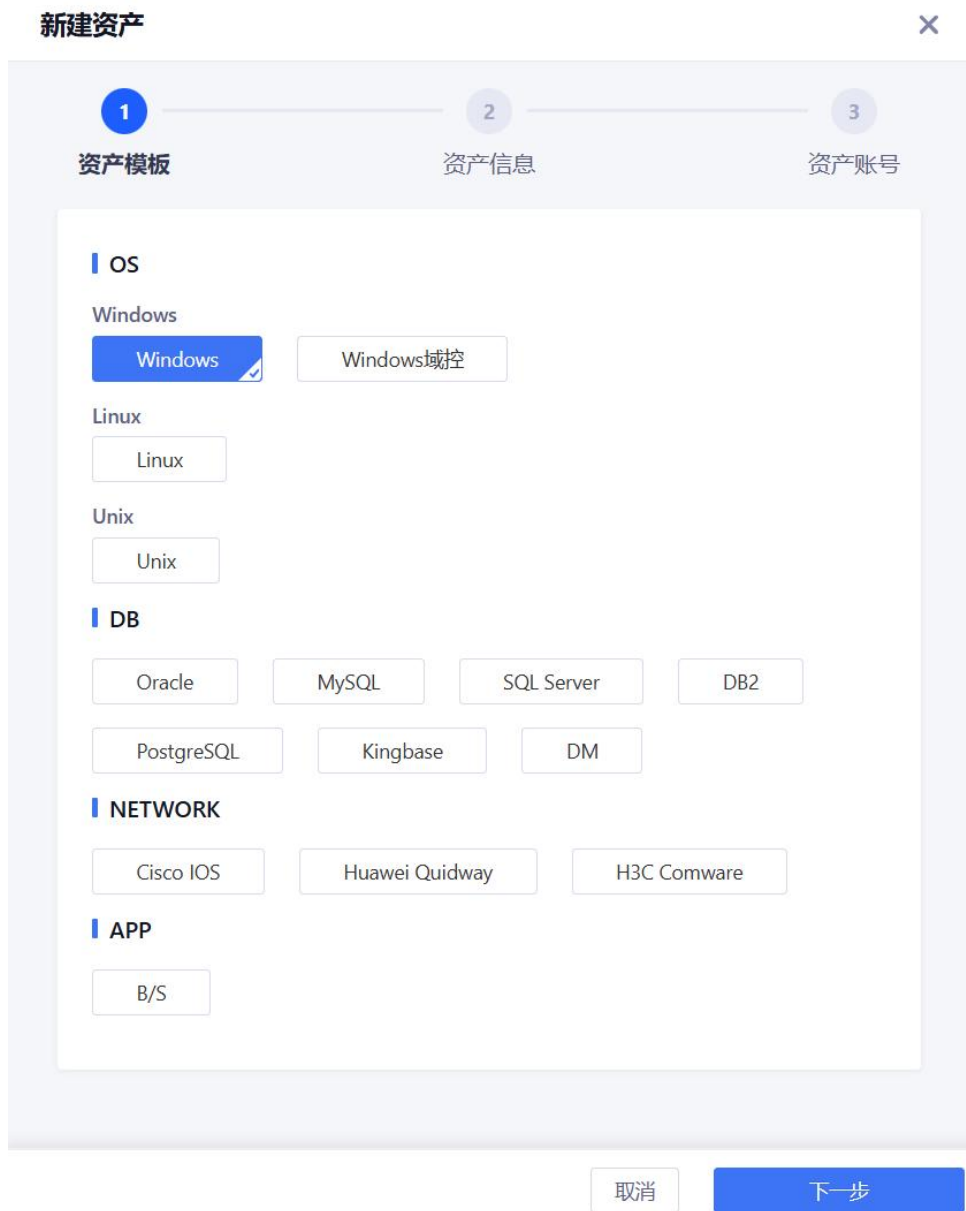 新建资产
1 2 3
资产模板 资产信息 资产账号
OS
Windows
Windows Windows域控
Linux
Linux
Unix
Unix
DB
Oracle MySQL SQL Server DB2
PostgreSQL Kingbase DM
NETWORK
Cisco IOS Huawei Quidway H3C Comware
APP
B/S
取消 下一步